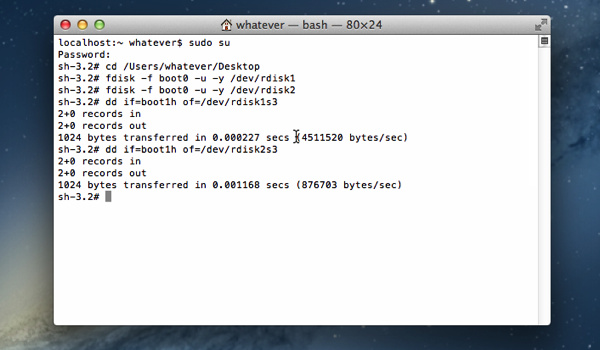 whatever — bash — 80×24
localhost:~ whatever$ sudo su
Password:
sh-3.2# cd /Users/whatever/Desktop
sh-3.2# fdisk -f boot0 -u -y /dev/rdisk1
sh-3.2# fdisk -f boot0 -u -y /dev/rdisk2
sh-3.2# dd if=boot1h of=/dev/rdisk1s3
2+0 records in
2+0 records out
1024 bytes transferred in 0.000227 secs (4511520 bytes/sec)
sh-3.2# dd if=boot1h of=/dev/rdisk2s3
2+0 records in
2+0 records out
1024 bytes transferred in 0.001168 secs (876703 bytes/sec)
sh-3.2#